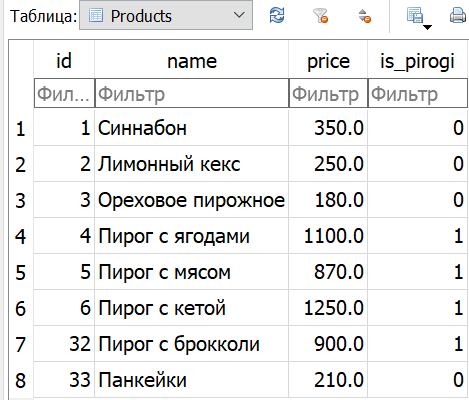 Таблица: Products
id name price is_pirogi
Фил... Фильтр Фильтр Фильтр
1 1 Синнабон 350.0 0
2 2 Лимонный кекс 250.0 0
3 3 Ореховое пирожное 180.0 0
4 4 Пирог с ягодами 1100.0 1
5 5 Пирог с мясом 870.0 1
6 6 Пирог с кетой 1250.0 1
7 32 Пирог с брокколи 900.0 1
8 33 Панкейки 210.0 0